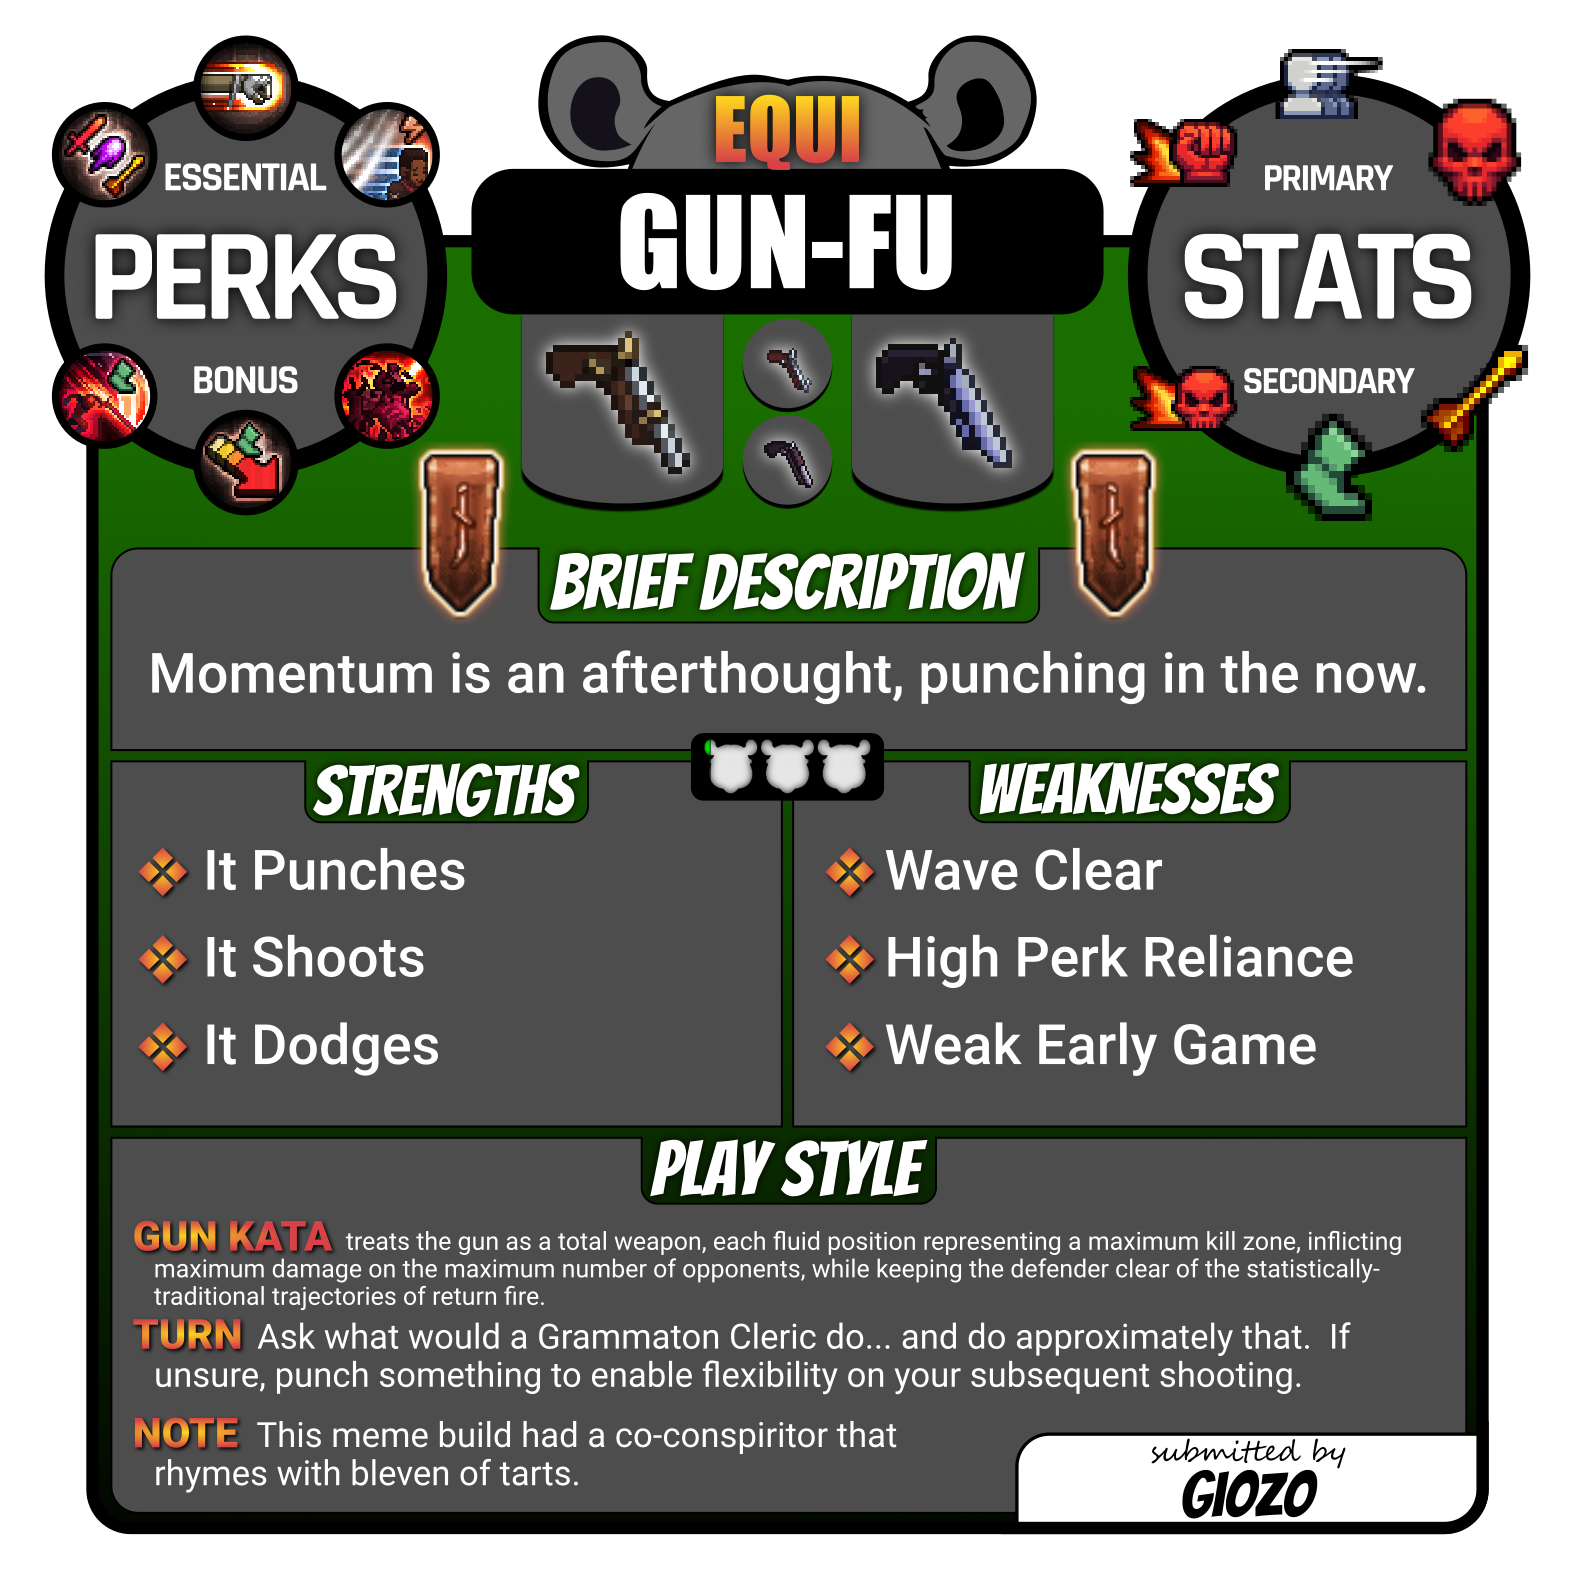 EQUI
GUN-FU
ESSENTIAL
PERKS
BONUS
PRIMARY
STATS
SECONDARY
BRIEF DESCRIPTION
Momentum is an afterthought, punching in the now.
STRENGTHS
It Punches
It Shoots
It Dodges
WEAKNESSES
Wave Clear
High Perk Reliance
Weak Early Game
PLAY STYLE
GUN KATA treats the gun as a total weapon, each fluid position representing a maximum kill zone, inflicting
maximum damage on the maximum number of opponents, while keeping the defender clear of the statistically-
traditional trajectories of return fire.
TURN Ask what would a Grammaton Cleric do... and do approximately that. If
unsure, punch something to enable flexibility on your subsequent shooting.
NOTE This meme build had a co-conspiritor that
rhymes with bleven of tarts.
submitted by
GIOZO